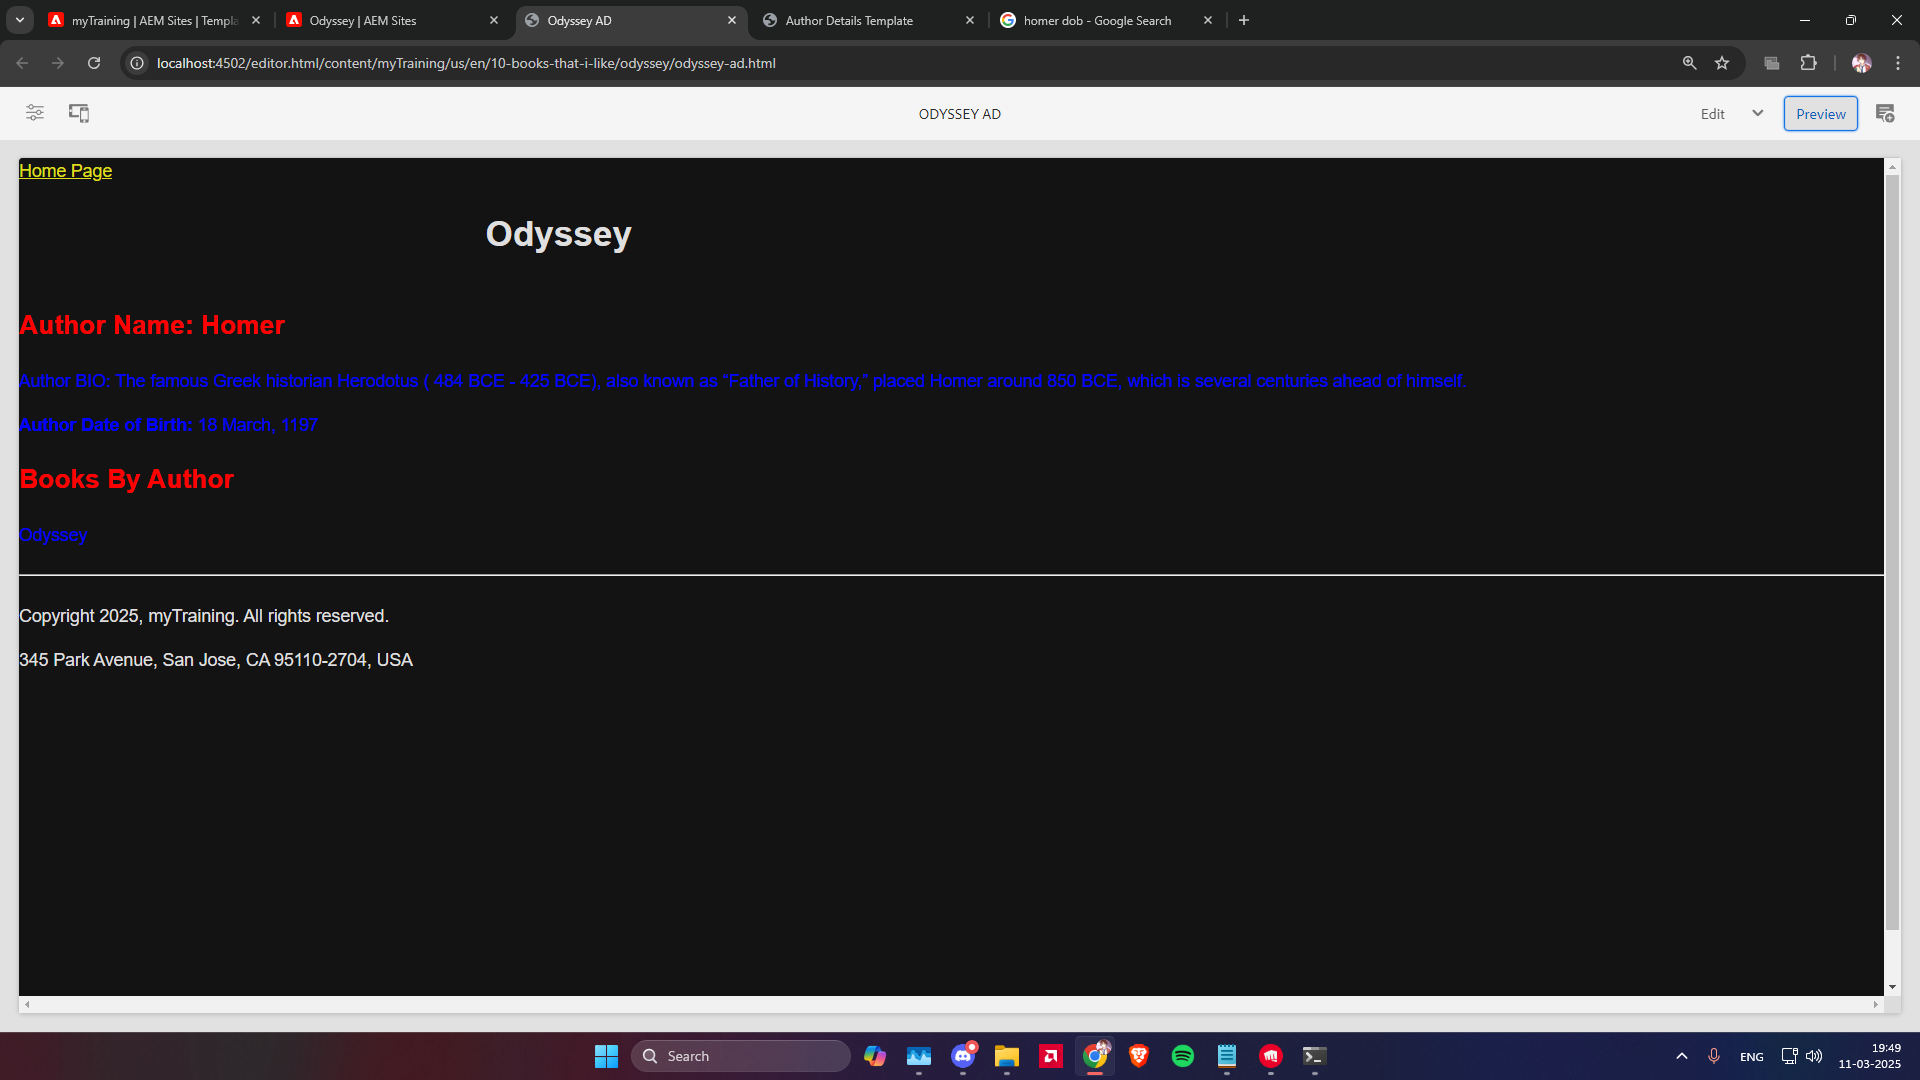 myTraining | AEM Sites | Templa
Odyssey | AEM Sites
Odyssey AD
Author Details Template
homer dob - Google Search
localhost:4502/editor.html/content/myTraining/us/en/10-books-that-i-like/odyssey/odyssey-ad.html
ODYSSEY AD
Edit
Preview
Home Page
Odyssey
Author Name: Homer
Author BIO: The famous Greek historian Herodotus ( 484 BCE - 425 BCE), also known as "Father of History," placed Homer around 850 BCE, which is several centuries ahead of himself.
Author Date of Birth: 18 March, 1197
Books By Author
Odyssey
Copyright 2025, myTraining. All rights reserved.
345 Park Avenue, San Jose, CA 95110-2704, USA
Search
ENG
19:49
11-03-2025